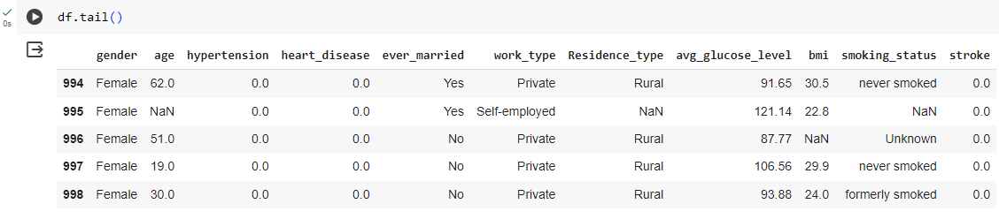 0s df.tail()
gender age hypertension heart_disease ever_married work_type Residence_type avg_glucose_level bmi smoking_status stroke
994 Female 62.0 0.0 0.0 Yes Private Rural 91.65 30.5 never smoked 0.0
995 Female NaN 0.0 0.0 Yes Self-employed NaN 121.14 22.8 NaN 0.0
996 Female 51.0 0.0 0.0 No Private Rural 87.77 NaN Unknown 0.0
997 Female 19.0 0.0 0.0 No Private Rural 106.56 29.9 never smoked 0.0
998 Female 30.0 0.0 0.0 No Private Rural 93.88 24.0 formerly smoked 0.0